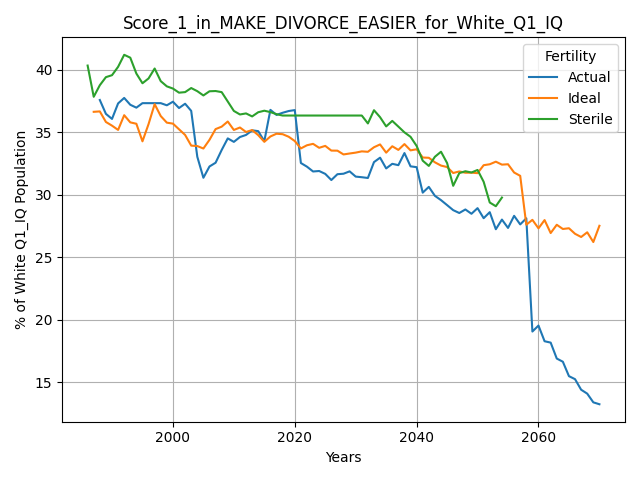 Score_1_in_MAKE_DIVORCE_EASIER_for_White_Q1_IQ
Fertility
Actual
Ideal
Sterile
% of White Q1_IQ Population
40
35
30
25
20
15
2000
2020
2040
2060
Years